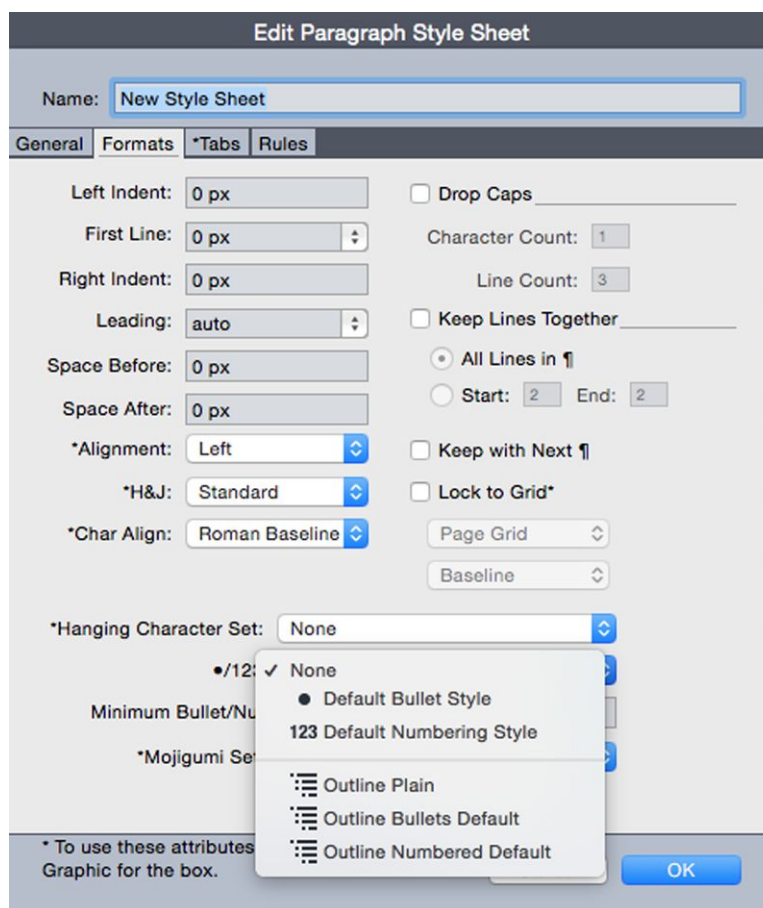 Edit Paragraph Style Sheet
Name: New Style Sheet
General Formats *Tabs Rules
Left Indent: 0 px
First Line: 0 px
Right Indent: 0 px
Leading: auto
Space Before: 0 px
Space After: 0 px
*Alignment: Left
*H&J: Standard
*Char Align: Roman Baseline
Drop Caps
Character Count: 1
Line Count: 3
Keep Lines Together
All Lines in ¶
Start: 2 End: 2
Keep with Next ¶
Lock to Grid*
Page Grid
Baseline
*Hanging Character Set: None
●/123
✓ None
● Default Bullet Style
123 Default Numbering Style
Outline Plain
Outline Bullets Default
Outline Numbered Default
Minimum Bullet/Nu
*Mojigumi Se
* To use these attributes
Graphic for the box.
OK